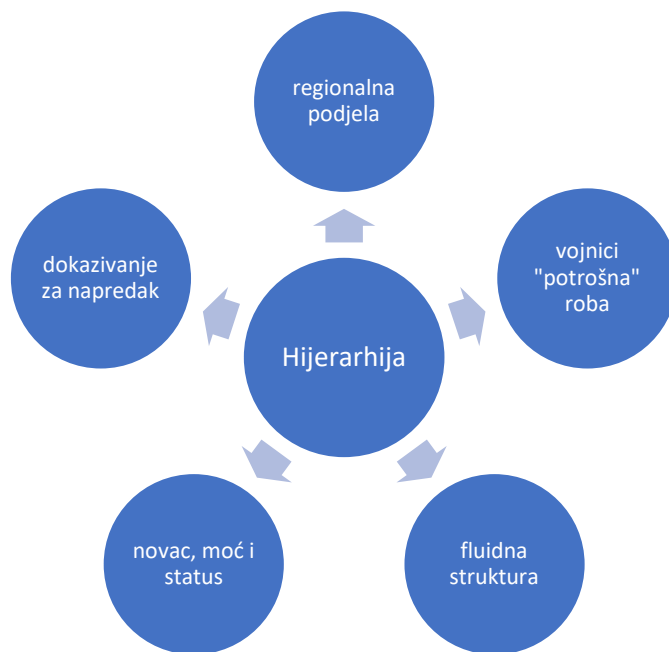 regionalna
podjela
vojnici
"potrošna"
roba
dokazivanje
za napredak
Hijerarhija
novac, moć i
status
fluidna
struktura